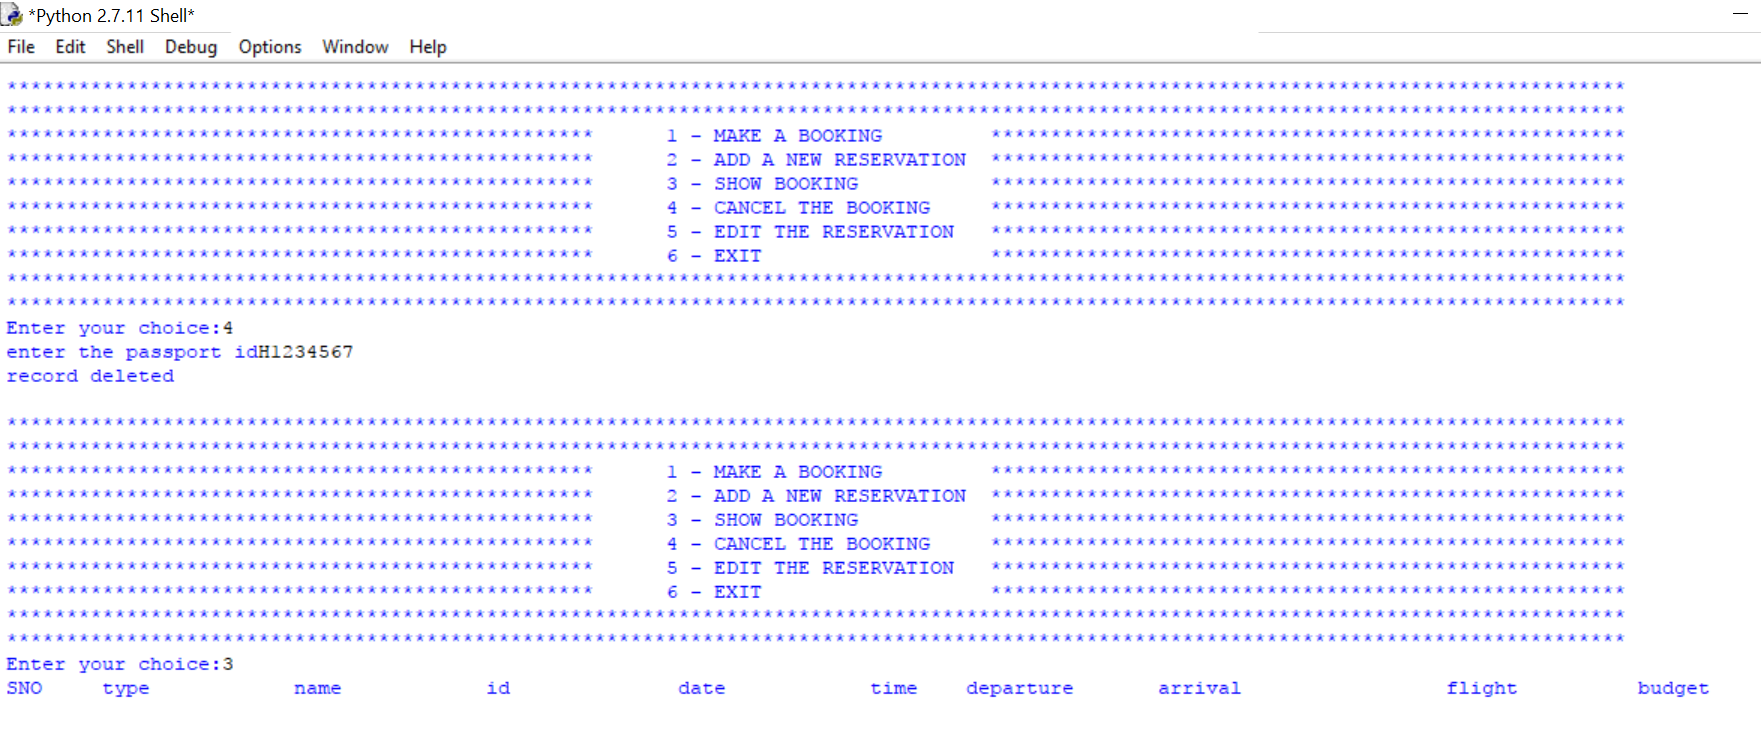 *Python 2.7.11 Shell*
File Edit Shell Debug Options Window Help
***************************************************************************************************************************************
***************************************************************************************************************************************
************************************************* 1 - MAKE A BOOKING *****************************************************
************************************************* 2 - ADD A NEW RESERVATION *****************************************************
************************************************* 3 - SHOW BOOKING *****************************************************
************************************************* 4 - CANCEL THE BOOKING *****************************************************
************************************************* 5 - EDIT THE RESERVATION *****************************************************
************************************************* 6 - EXIT *****************************************************
***************************************************************************************************************************************
***************************************************************************************************************************************
Enter your choice:4
enter the passport idH1234567
record deleted
***************************************************************************************************************************************
***************************************************************************************************************************************
************************************************* 1 - MAKE A BOOKING *****************************************************
************************************************* 2 - ADD A NEW RESERVATION *****************************************************
************************************************* 3 - SHOW BOOKING *****************************************************
************************************************* 4 - CANCEL THE BOOKING *****************************************************
************************************************* 5 - EDIT THE RESERVATION *****************************************************
************************************************* 6 - EXIT *****************************************************
***************************************************************************************************************************************
***************************************************************************************************************************************
Enter your choice:3
SNO type name id date time departure arrival flight budget